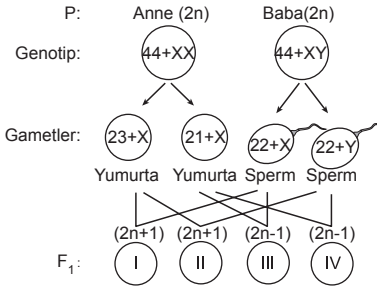 P: Anne (2n) Baba(2n)
Genotip: 44+XX 44+XY
Gametler: 23+X 21+X 22+X 22+Y
Yumurta Yumurta Sperm Sperm
(2n+1) (2n+1) (2n-1) (2n-1)
F1: I II III IV